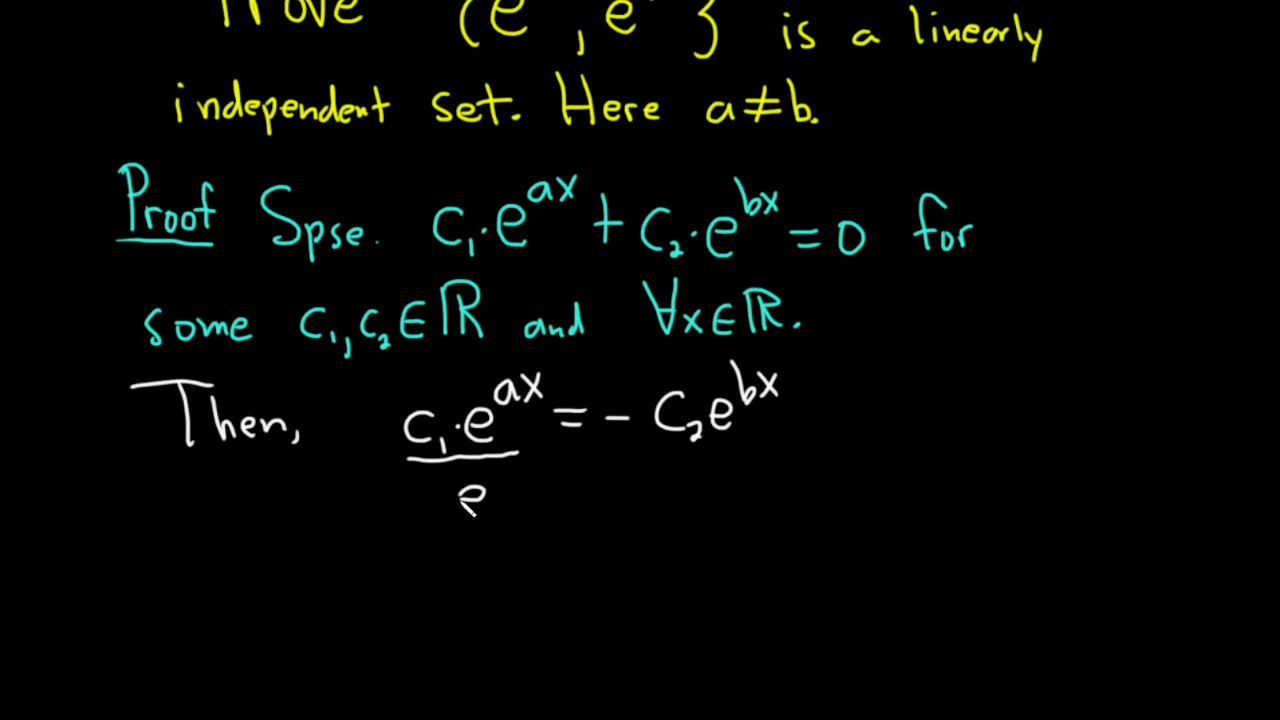 Prove {e , e } is a linearly
independent set. Here a≠b.
Proof Spse. c₁·e^{ax} + c₂·e^{bx} = 0 for
some c₁, c₂ ∈ ℝ and ∀x∈ℝ.
Then, c₁·e^{ax} = - c₂e^{bx}
e